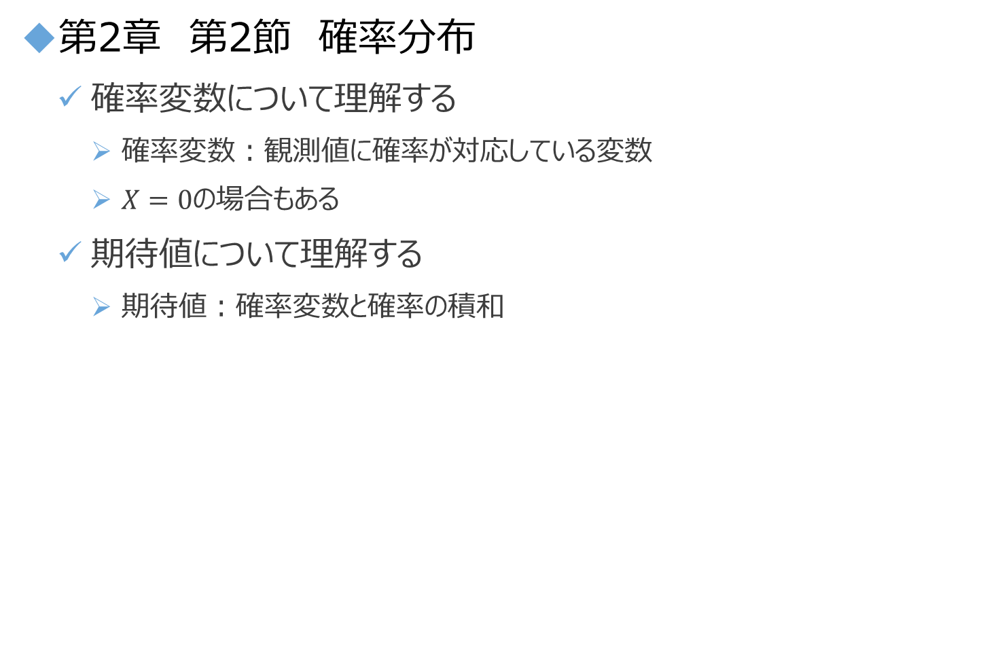 ◆第2章　第2節　確率分布
✓ 確率変数について理解する
➢ 確率変数：観測値に確率が対応している変数
➢ X = 0の場合もある
✓ 期待値について理解する
➢ 期待値：確率変数と確率の積和